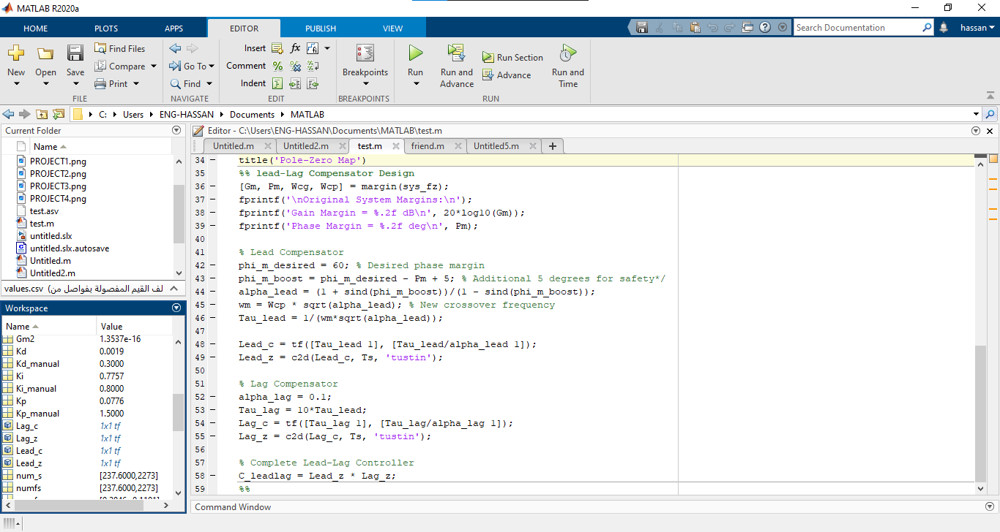 MATLAB R2020a
HOME PLOTS APPS EDITOR PUBLISH VIEW
Search Documentation
hassan
New
Open
Save
Find Files
Compare
Print
FILE
Go To
Find
NAVIGATE
Insert fx
Comment
Indent
EDIT
Breakpoints
BREAKPOINTS
Run
Run and Advance
Run Section
Advance
Run and Time
RUN
C: Users ENG-HASSAN Documents MATLAB
Current Folder
Name
PROJECT1.png
PROJECT2.png
PROJECT3.png
PROJECT4.png
test.asv
test.m
untitled.slx
untitled.slx.autosave
Untitled.m
Untitled2.m
values.csv (لف القيم المفصولة بفواصل من
Workspace
Name Value
Gm2 1.3537e-16
Kd 0.0019
Kd_manual 0.3000
Ki 0.7757
Ki_manual 0.8000
Kp 0.0776
Kp_manual 1.5000
Lag_c 1x1 tf
Lag_z 1x1 tf
Lead_c 1x1 tf
Lead_z 1x1 tf
num_s [237.6000,2273]
numfs [237.6000,2273]
Editor - C:\Users\ENG-HASSAN\Documents\MATLAB\test.m
Untitled.m Untitled2.m test.m friend.m Untitled5.m
34 – title('Pole-Zero Map')
35 %% lead-Lag Compensator Design
36 – [Gm, Pm, Wcg, Wcp] = margin(sys_fz);
37 – fprintf('\nOriginal System Margins:\n');
38 – fprintf('Gain Margin = %.2f dB\n', 20*log10(Gm));
39 – fprintf('Phase Margin = %.2f deg\n', Pm);
40
41 % Lead Compensator
42 – phi_m_desired = 60; % Desired phase margin
43 – phi_m_boost = phi_m_desired - Pm + 5; % Additional 5 degrees for safety*/
44 – alpha_lead = (1 + sind(phi_m_boost))/(1 - sind(phi_m_boost));
45 – wm = Wcp * sqrt(alpha_lead); % New crossover frequency
46 – Tau_lead = 1/(wm*sqrt(alpha_lead));
47
48 – Lead_c = tf([Tau_lead 1], [Tau_lead/alpha_lead 1]);
49 – Lead_z = c2d(Lead_c, Ts, 'tustin');
50
51 % Lag Compensator
52 – alpha_lag = 0.1;
53 – Tau_lag = 10*Tau_lead;
54 – Lag_c = tf([Tau_lag 1], [Tau_lag/alpha_lag 1]);
55 – Lag_z = c2d(Lag_c, Ts, 'tustin');
56
57 % Complete Lead-Lag Controller
58 – C_leadlag = Lead_z * Lag_z;
59 %%
Command Window